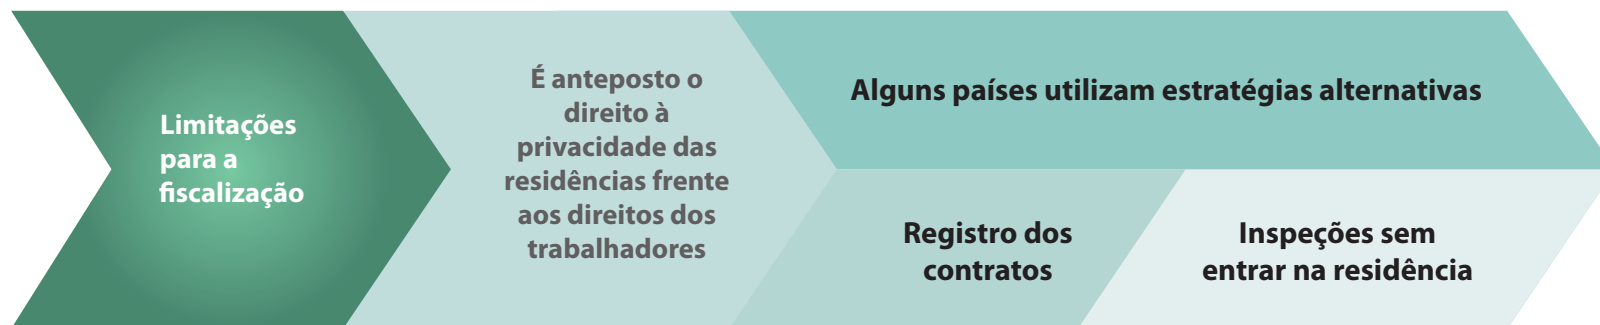 Limitações
para a
fiscalização
É anteposto o
direito à
privacidade das
residências frente
aos direitos dos
trabalhadores
Alguns países utilizam estratégias alternativas
Registro dos
contratos
Inspeções sem
entrar na residência